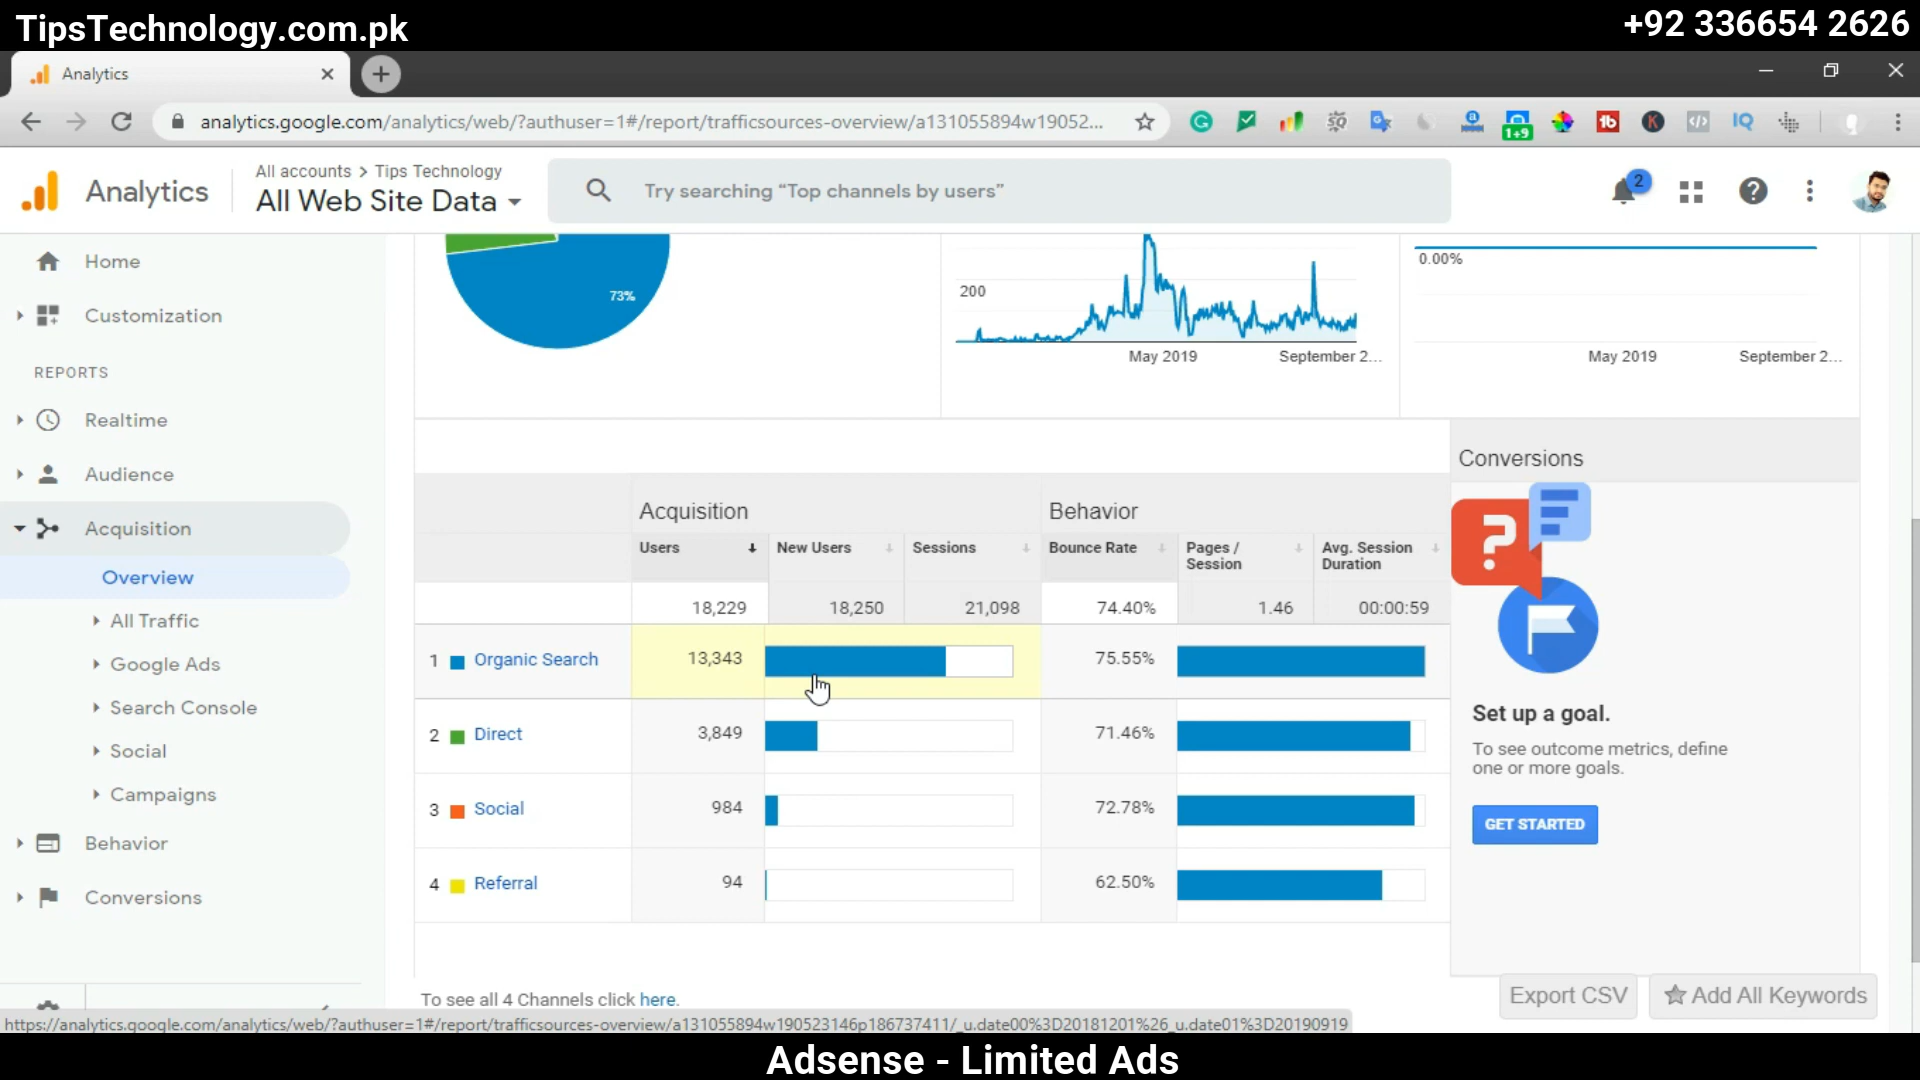 TipsTechnology.com.pk
+92 336654 2626
Analytics
analytics.google.com/analytics/web/?authuser=1#/report/trafficsources-overview/a131055894w19052...
1+9
IQ
Analytics
All accounts > Tips Technology
All Web Site Data
Try searching “Top channels by users”
2
Home
Customization
REPORTS
Realtime
Audience
Acquisition
Overview
All Traffic
Google Ads
Search Console
Social
Campaigns
Behavior
Conversions
73%
200
May 2019
September 2...
0.00%
May 2019
September 2...
Acquisition
Behavior
Conversions
Users
New Users
Sessions
Bounce Rate
Pages /
Session
Avg. Session
Duration
18,229
18,250
21,098
74.40%
1.46
00:00:59
1 Organic Search 13,343 75.55%
2 Direct 3,849 71.46%
3 Social 984 72.78%
4 Referral 94 62.50%
Set up a goal.
To see outcome metrics, define
one or more goals.
GET STARTED
To see all 4 Channels click here.
Export CSV
Add All Keywords
https://analytics.google.com/analytics/web/?authuser=1#/report/trafficsources-overview/a131055894w190523146p186737411/_u.date00%3D20181201%26_u.date01%3D20190919
Adsense - Limited Ads